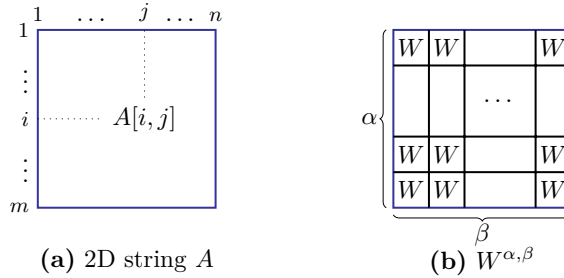 1 … j … n
1
⋮
i A[i, j]
⋮
m
(a) 2D string A
W W W
…
α
W W W
W W W
β
(b) W^{α,β}